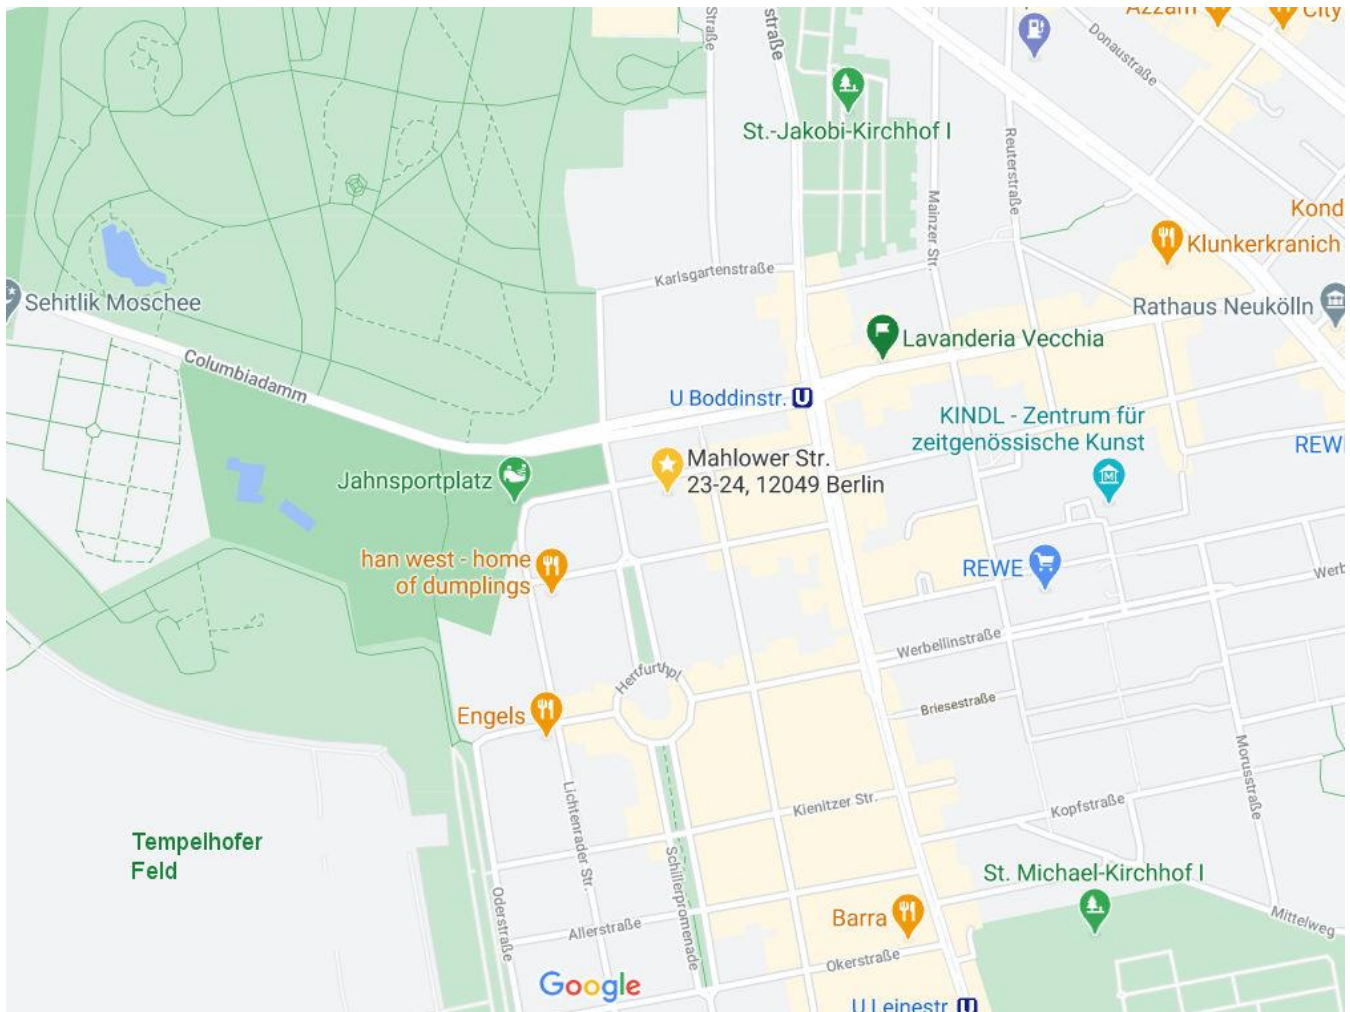 Straße
straße
Azzam
City
Donaustraße
St.-Jakobi-Kirchhof I
Reuterstraße
Mainzer Str.
Kond
Klunkerkranich
Karlsgartenstraße
Sehitlik Moschee
Rathaus Neukölln
Lavanderia Vecchia
Columbiadamm
U Boddinstr.
KINDL - Zentrum für
zeitgenössische Kunst
REWE
Mahlower Str.
23-24, 12049 Berlin
Jahnsportplatz
han west - home
of dumplings
REWE
Werb
Werbellinstraße
Herfurthpl
Briesestraße
Engels
Lichtenrader Str.
Kienitzer Str.
Kopfstraße
Morusstraße
Tempelhofer
Feld
Schillerpromenade
St. Michael-Kirchhof I
Oderstraße
Allerstraße
Barra
Mittelweg
Okerstraße
Google
U Leinestr.